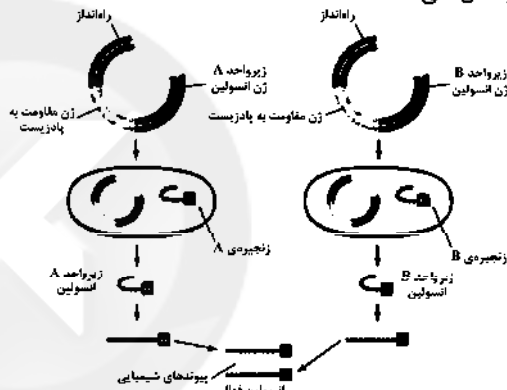 راه‌انداز
زیرواحد A
ژن انسولین
ژن مقاومت به
پادزیست
راه‌انداز
زیرواحد B
ژن انسولین
ژن مقاومت به پادزیست
زنجیره‌ی A
زنجیره‌ی B
زیرواحد A
انسولین
زیرواحد B
انسولین
پیوندهای شیمیایی